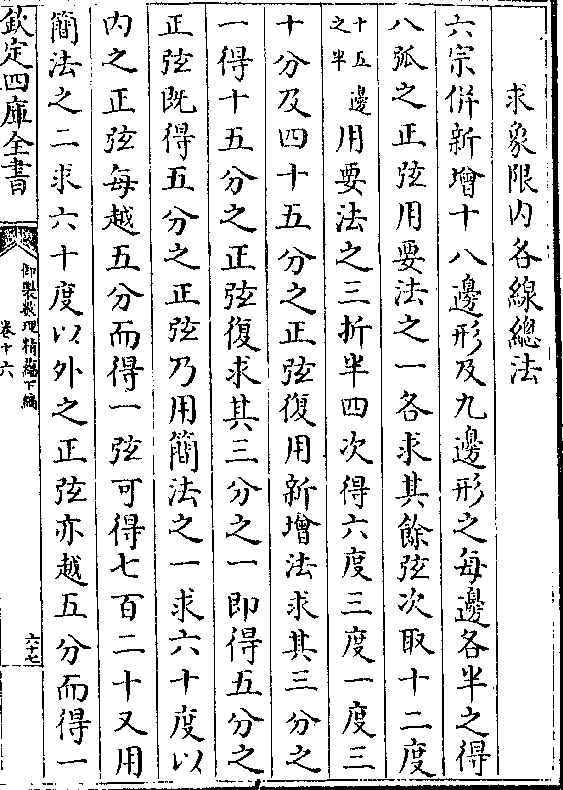 求象限内各線總法
六宗併新增十八邊形及九邊形之每邊各半之得
八弧之正弦用要法之一各求其餘弦次取十二度
十五邊
之半
用要法之三折半四次得六度三度一度三
十分及四十五分之正弦復用新增法求其三分之
一得十五分之正弦復求其三分之一即得五分之
正弦既得五分之正弦乃用簡法之一求六十度以
内之正弦每越五分而得一弦可得七百二十又用
簡法之二求六十度以外之正弦亦越五分而得一
欽定四庫全書
御製數理精蘊下編
卷十六
六十七